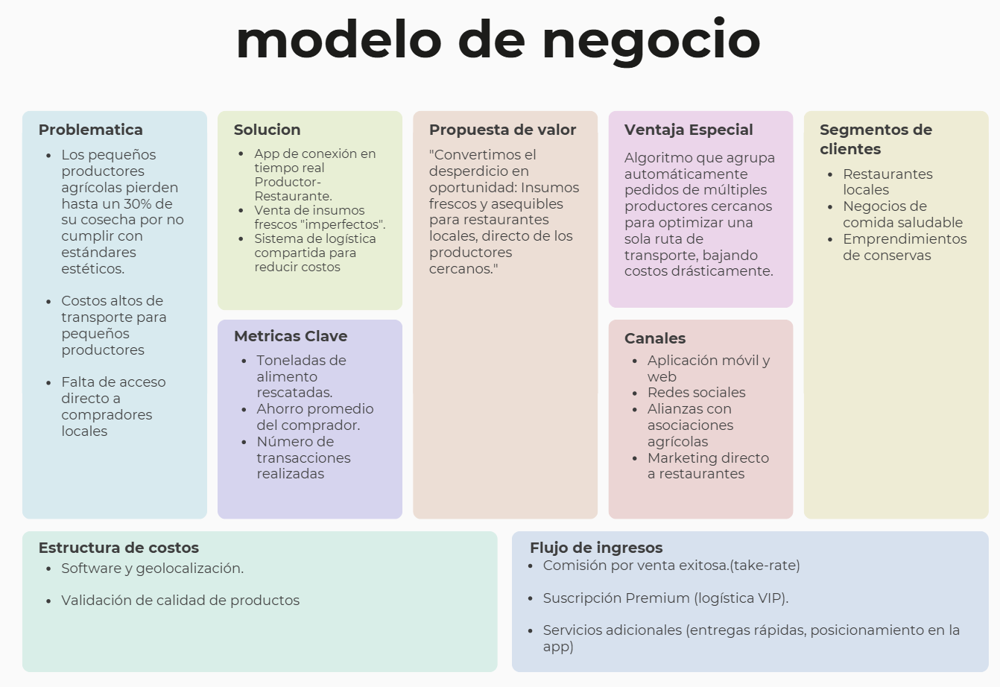 modelo de negocio
Problematica
• Los pequeños
productores
agrícolas pierden
hasta un 30% de
su cosecha por no
cumplir con
estándares
estéticos.
• Costos altos de
transporte para
pequeños
productores
• Falta de acceso
directo a
compradores
locales
Solucion
• App de conexión en
tiempo real
Productor-
Restaurante.
• Venta de insumos
frescos "imperfectos".
• Sistema de logística
compartida para
reducir costos
Metricas Clave
• Toneladas de
alimento
rescatadas.
• Ahorro promedio
del comprador.
• Número de
transacciones
realizadas
Propuesta de valor
"Convertimos el
desperdicio en
oportunidad: Insumos
frescos y asequibles
para restaurantes
locales, directo de los
productores
cercanos."
Ventaja Especial
Algoritmo que agrupa
automáticamente
pedidos de múltiples
productores cercanos
para optimizar una
sola ruta de
transporte, bajando
costos drásticamente.
Canales
• Aplicación móvil y
web
• Redes sociales
• Alianzas con
asociaciones
agrícolas
• Marketing directo
a restaurantes
Segmentos de
clientes
• Restaurantes
locales
• Negocios de
comida saludable
• Emprendimientos
de conservas
Estructura de costos
• Software y geolocalización.
• Validación de calidad de productos
Flujo de ingresos
• Comisión por venta exitosa.(take-rate)
• Suscripción Premium (logística VIP).
• Servicios adicionales (entregas rápidas, posicionamiento en la
app)